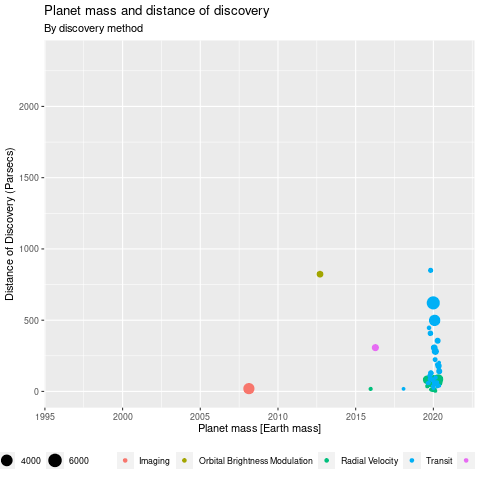 Planet mass and distance of discovery
By discovery method
Distance of Discovery (Parsecs)
2000
1500
1000
500
0
1995
2000
2005
2010
2015
2020
Planet mass [Earth mass]
4000
6000
Imaging
Orbital Brightness Modulation
Radial Velocity
Transit